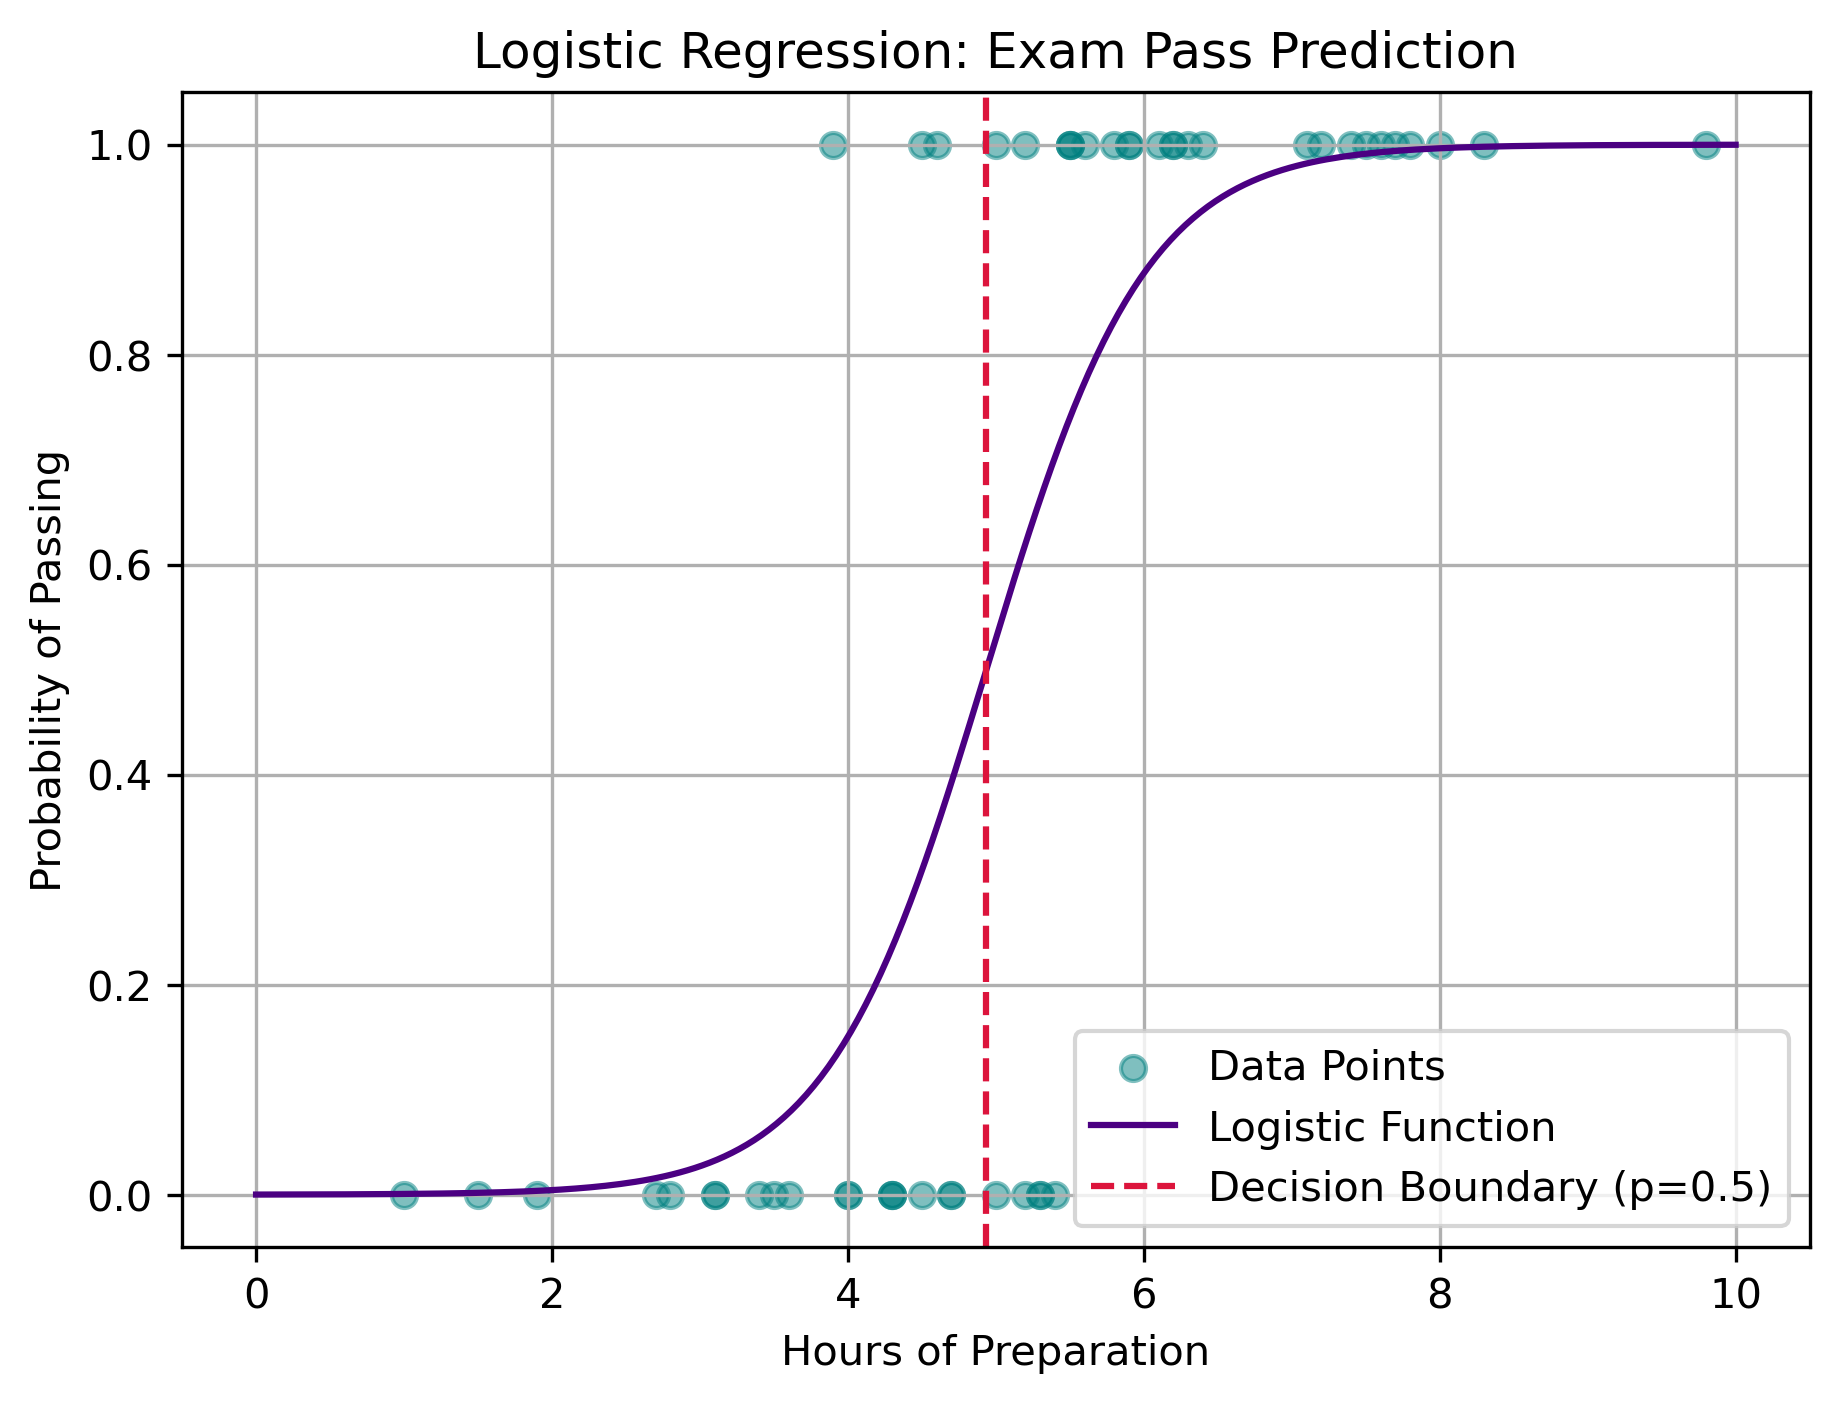 Logistic Regression: Exam Pass Prediction
Probability of Passing
1.0
0.8
0.6
0.4
0.2
0.0
Data Points
Logistic Function
Decision Boundary (p=0.5)
0 2 4 6 8 10
Hours of Preparation